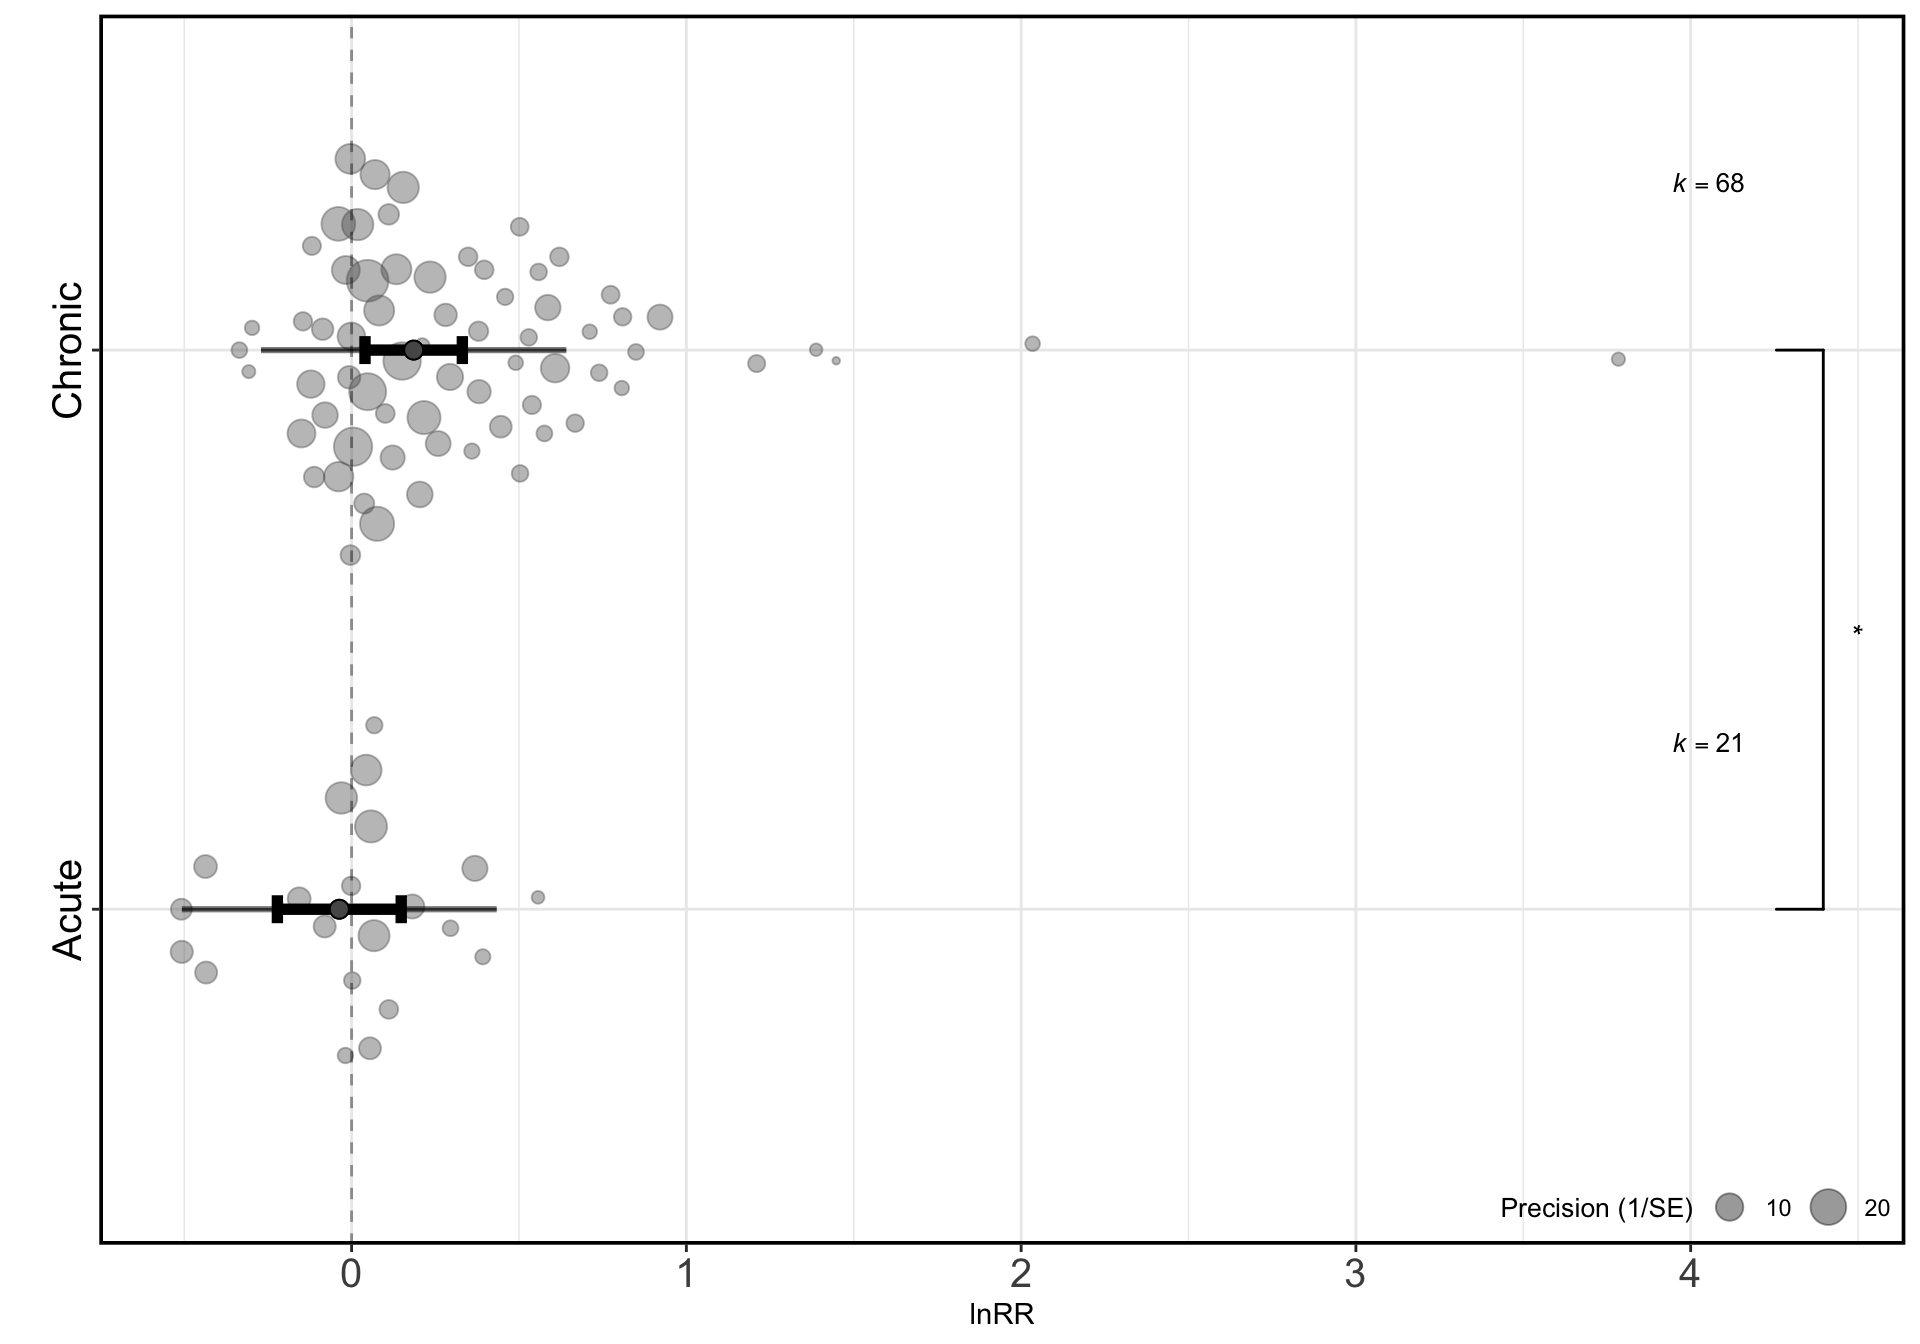 k = 68
Chronic
*
k = 21
Acute
Precision (1/SE) 10 20
0 1 2 3 4
lnRR